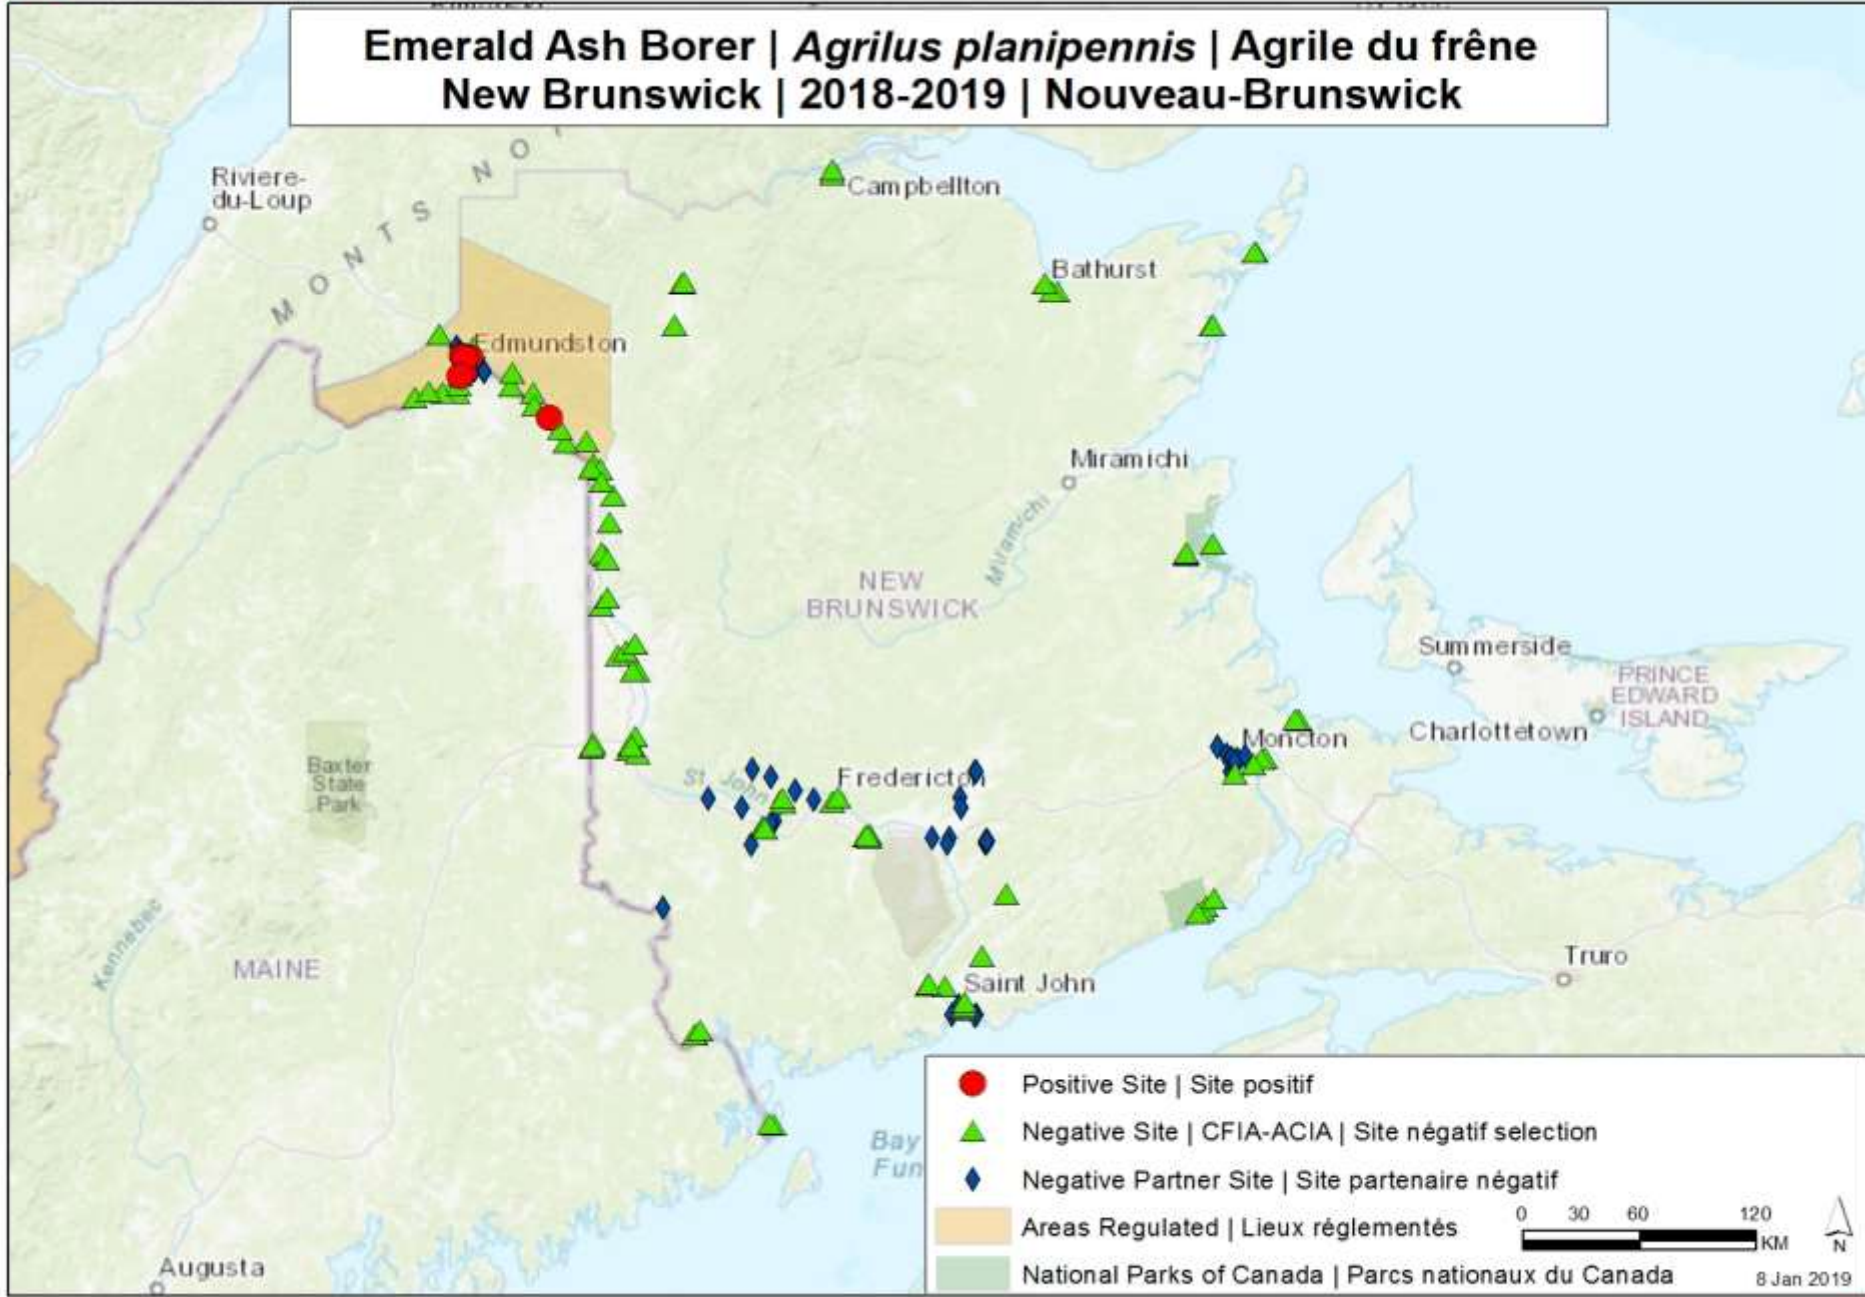 Emerald Ash Borer | Agrilus planipennis | Agrile du frêne
New Brunswick | 2018-2019 | Nouveau-Brunswick
MONTS NO
Riviere-
du-Loup
Campbellton
Bathurst
Edmundston
Miramichi
Miramichi
NEW
BRUNSWICK
Summerside
PRINCE
EDWARD
ISLAND
Charlottetown
Moncton
Baxter
State
Park
St. John
Fredericton
Kennebec
MAINE
Truro
Saint John
Bay
Fun
Augusta
Positive Site | Site positif
Negative Site | CFIA-ACIA | Site négatif selection
Negative Partner Site | Site partenaire négatif
Areas Regulated | Lieux réglementés
National Parks of Canada | Parcs nationaux du Canada
0 30 60 120
KM
N
8 Jan 2019